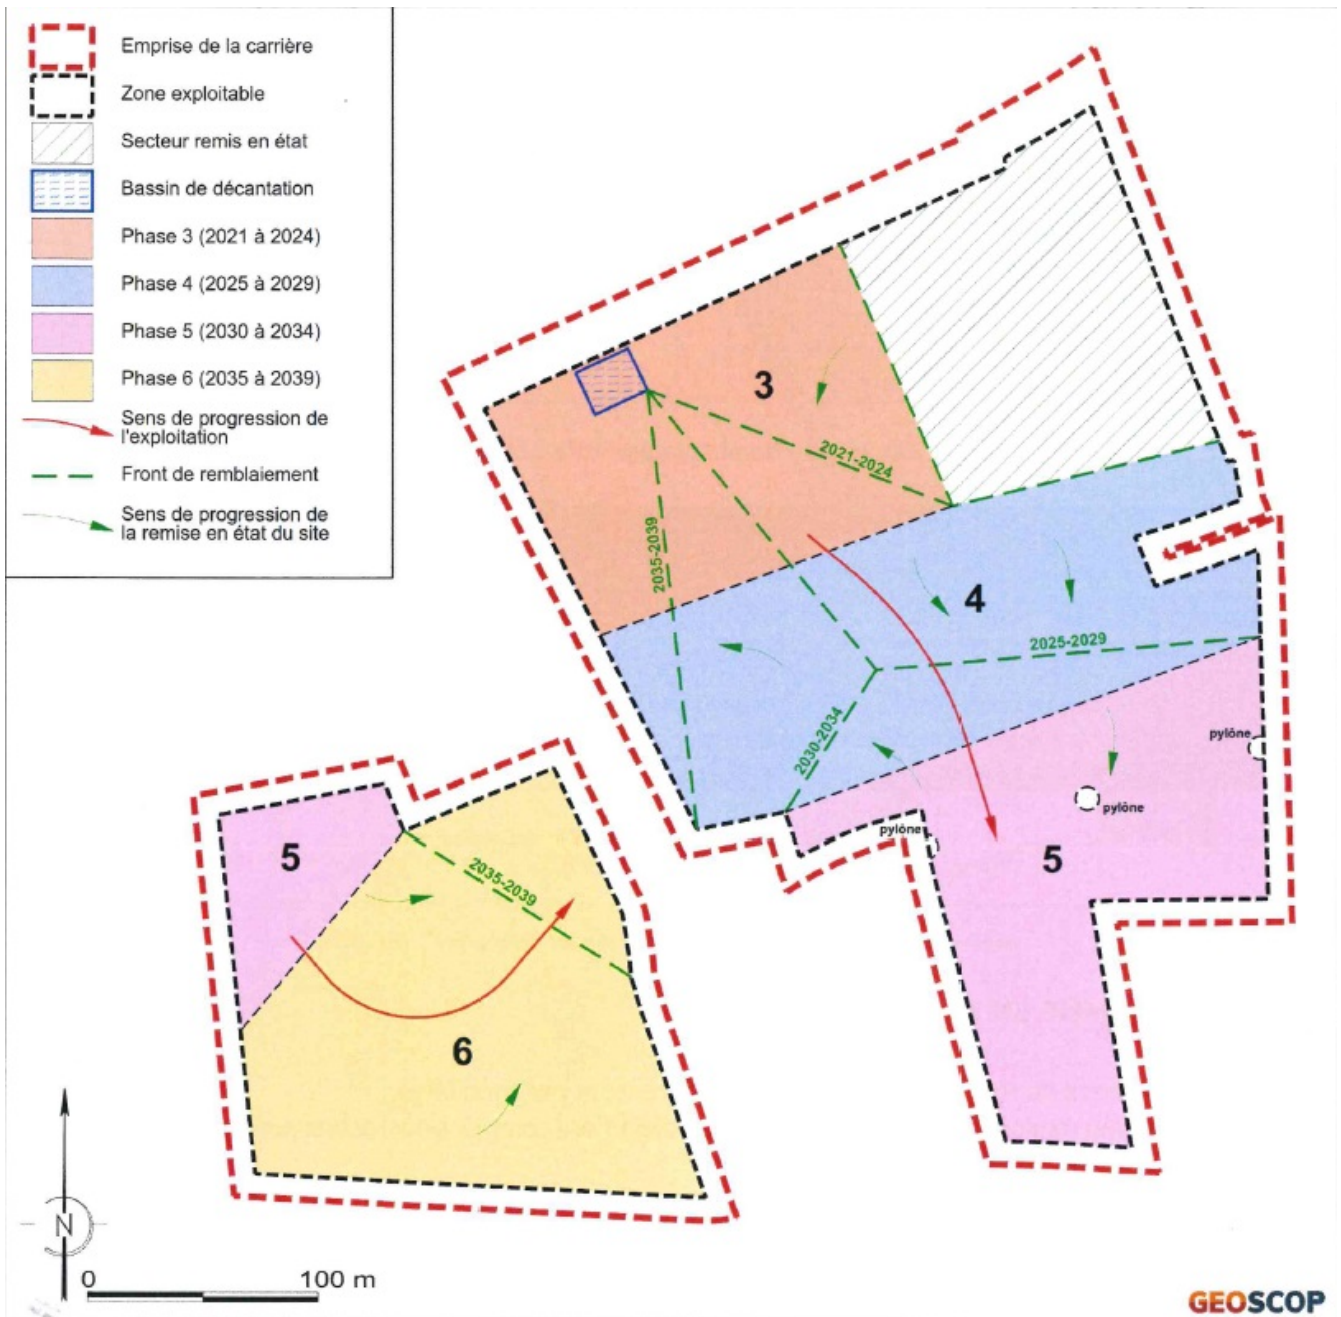 Emprise de la carrière
Zone exploitable
Secteur remis en état
Bassin de décantation
Phase 3 (2021 à 2024)
Phase 4 (2025 à 2029)
Phase 5 (2030 à 2034)
Phase 6 (2035 à 2039)
Sens de progression de
l'exploitation
Front de remblaiement
Sens de progression de
la remise en état du site
3
2021-2024
2035-2039
4
2025-2029
2030-2034
pylône
pylône
pylône
5
5
2035-2039
6
N
0
100 m
GEOSCOP